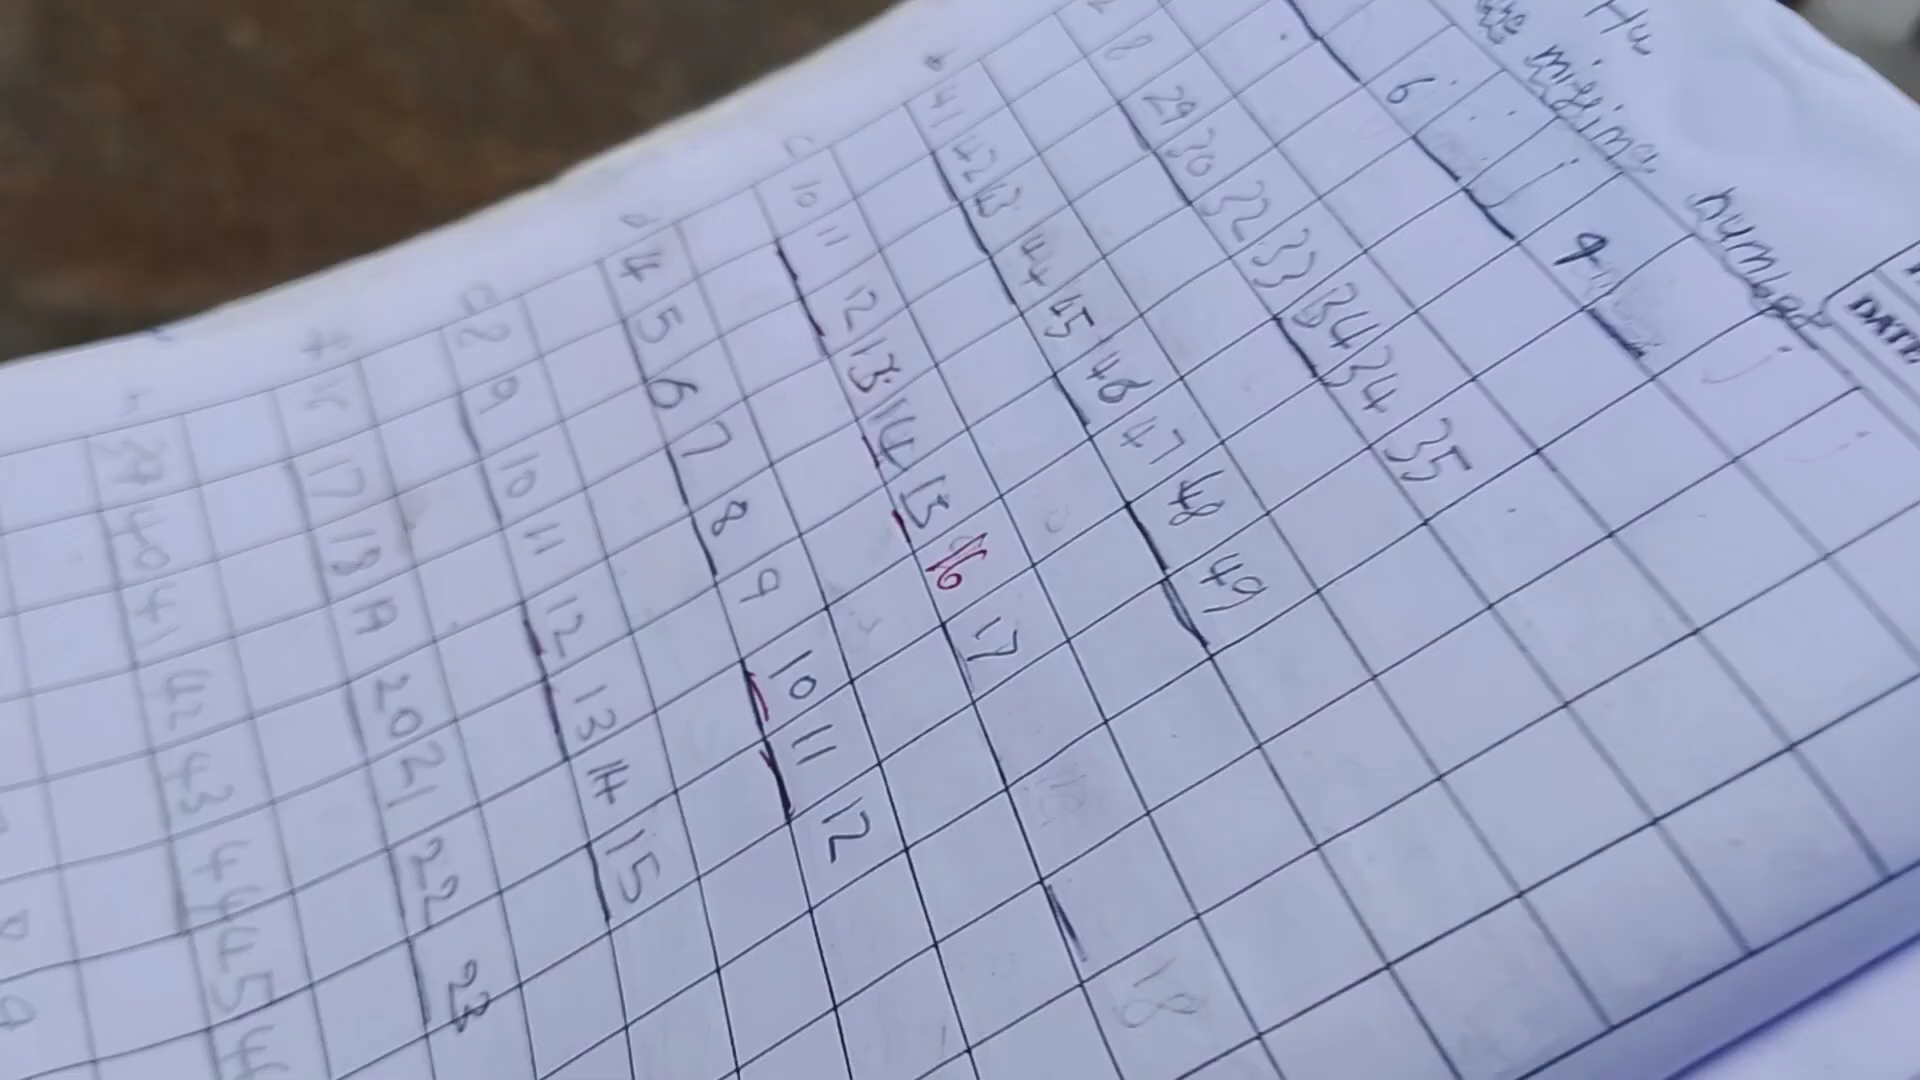 DATE
missing number
6 9
28 29 30 32 33 34 34 35
b 41 42 43 44 45 46 47 48 49
c 10 11 12 13 14 15 16 17 18
d 4 5 6 7 8 9 10 11 12
e 8 9 10 11 12 13 14 15
f 17 18 19 20 21 22 23
39 40 41 42 43 44 45